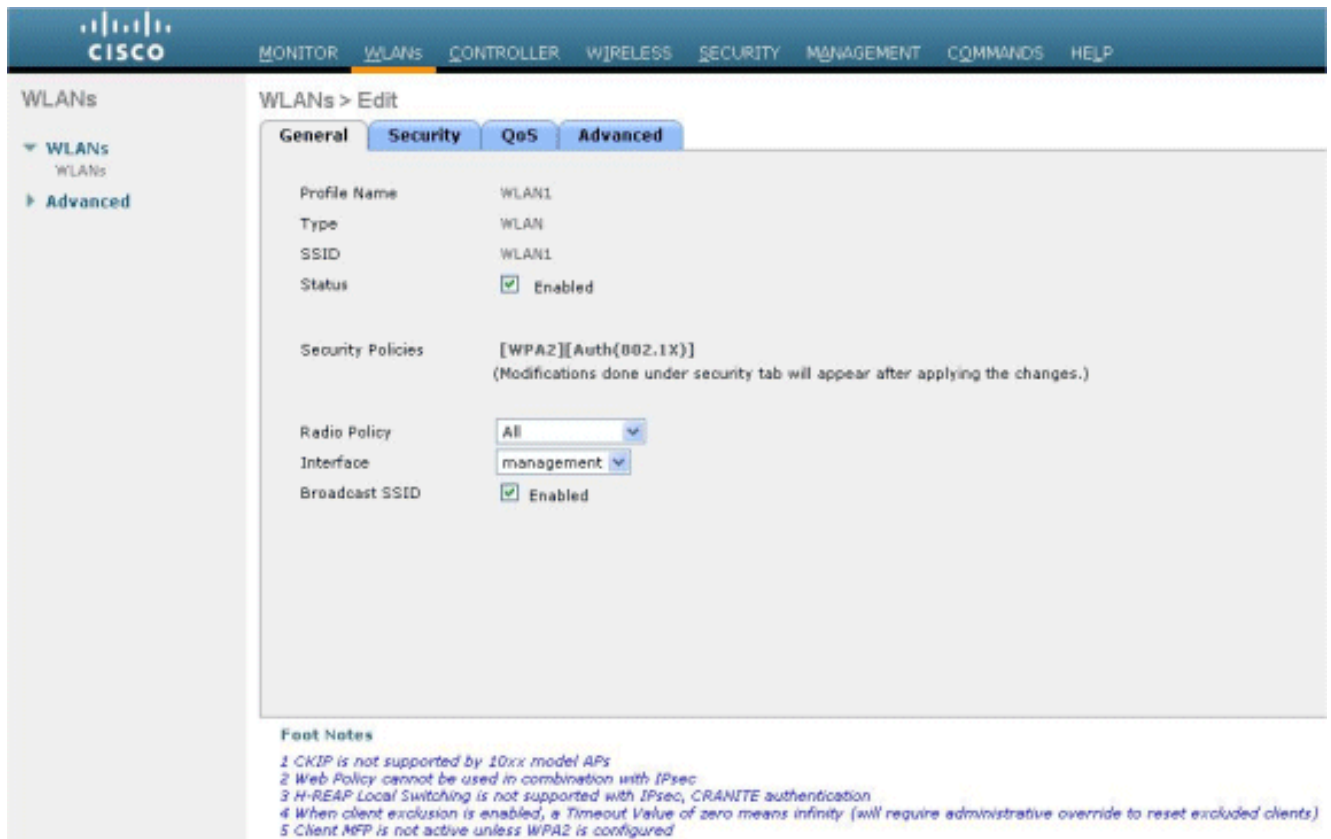 CISCO
MONITOR WLANs CONTROLLER WIRELESS SECURITY MANAGEMENT COMMANDS HELP
WLANs
WLANs
WLANs
Advanced
WLANs > Edit
General Security QoS Advanced
Profile Name WLAN1
Type WLAN
SSID WLAN1
Status Enabled
Security Policies [WPA2][Auth(802.1X)]
(Modifications done under security tab will appear after applying the changes.)
Radio Policy All
Interface management
Broadcast SSID Enabled
Foot Notes
1 CKIP is not supported by 10xx model APs
2 Web Policy cannot be used in combination with IPsec
3 H-REAP Local Switching is not supported with IPsec, CRANITE authentication
4 When client exclusion is enabled, a Timeout Value of zero means infinity (will require administrative override to reset excluded clients)
5 Client MFP is not active unless WPA2 is configured